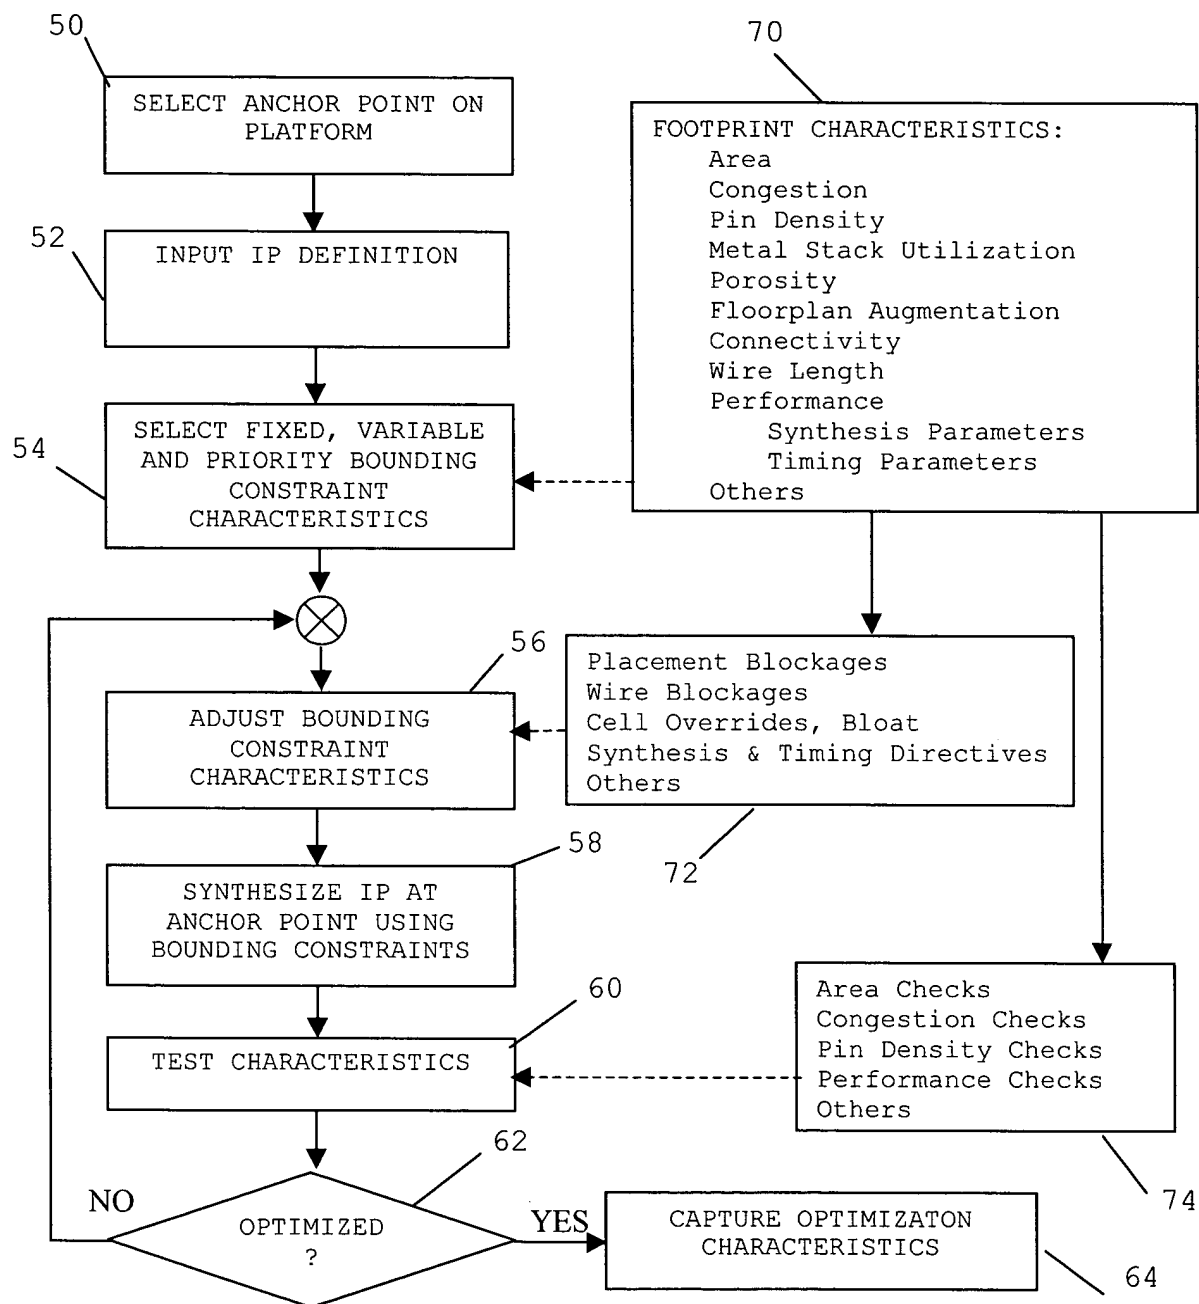 50
SELECT ANCHOR POINT ON
PLATFORM
52
INPUT IP DEFINITION
54
SELECT FIXED, VARIABLE
AND PRIORITY BOUNDING
CONSTRAINT
CHARACTERISTICS
70
FOOTPRINT CHARACTERISTICS:
Area
Congestion
Pin Density
Metal Stack Utilization
Porosity
Floorplan Augmentation
Connectivity
Wire Length
Performance
Synthesis Parameters
Timing Parameters
Others
56
ADJUST BOUNDING
CONSTRAINT
CHARACTERISTICS
Placement Blockages
Wire Blockages
Cell Overrides, Bloat
Synthesis & Timing Directives
Others
72
58
SYNTHESIZE IP AT
ANCHOR POINT USING
BOUNDING CONSTRAINTS
60
TEST CHARACTERISTICS
Area Checks
Congestion Checks
Pin Density Checks
Performance Checks
Others
74
62
NO
OPTIMIZED
?
YES
CAPTURE OPTIMIZATON
CHARACTERISTICS
64